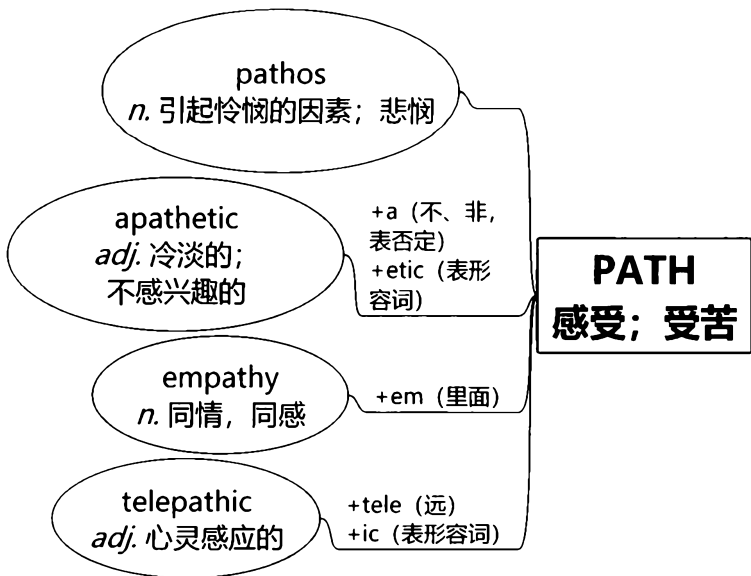 pathos
n. 引起怜悯的因素；悲悯
apathetic
adj. 冷淡的；
不感兴趣的
+a（不、非，
表否定）
+etic（表形
容词）
empathy
n. 同情，同感
+em（里面）
telepathic
adj. 心灵感应的
+tele（远）
+ic（表形容词）
PATH
感受；受苦